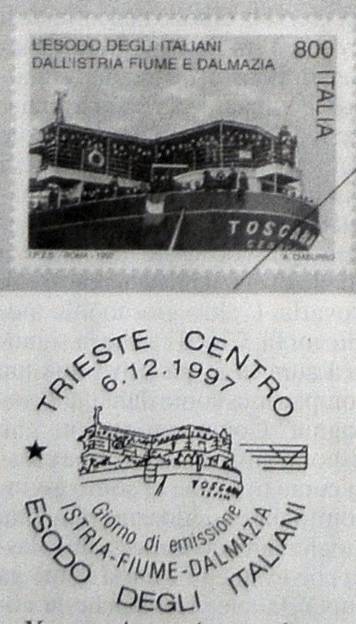 L'ESODO DEGLI ITALIANI
DALL'ISTRIA FIUME E DALMAZIA
800
ITALIA
TOSCANA
I.P.Z.S. - ROMA - 1997
TRIESTE CENTRO
6.12.1997
TOSCANA
Giorno di emissione
ISTRIA-FIUME-DALMAZIA
ESODO DEGLI ITALIANI